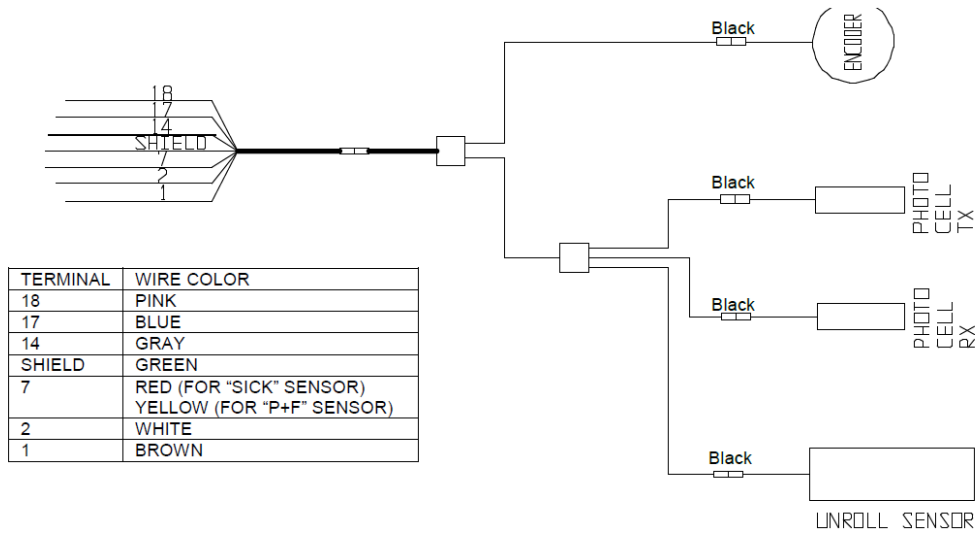 Black
ENCODER
18
17
14
SHIELD
7
2
1
Black
PHOTO
CELL
TX
TERMINAL WIRE COLOR
18 PINK
17 BLUE
14 GRAY
SHIELD GREEN
7 RED (FOR “SICK” SENSOR)
YELLOW (FOR “P+F” SENSOR)
2 WHITE
1 BROWN
Black
PHOTO
CELL
RX
Black
UNROLL SENSOR